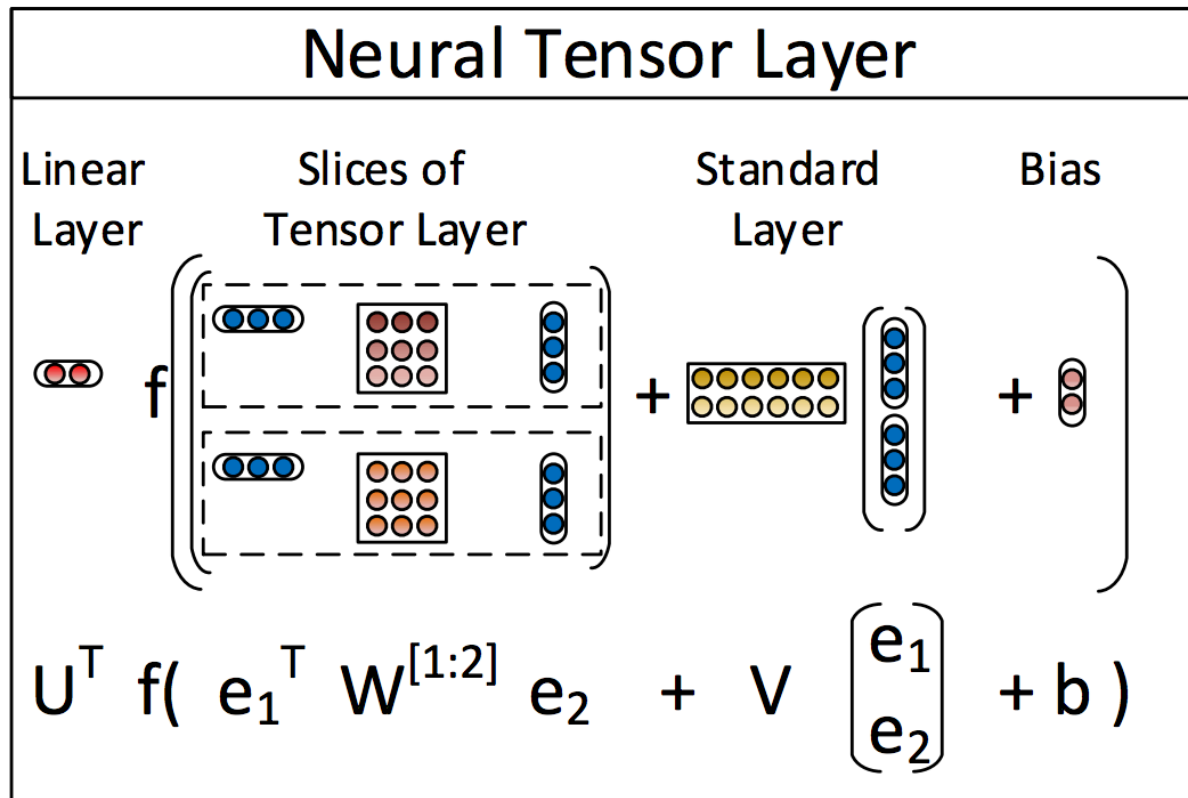 Neural Tensor Layer
Linear Layer
Slices of Tensor Layer
Standard Layer
Bias
f
+
+
U^T f( e_1^T W^[1:2] e_2 + V [e_1 e_2] + b )